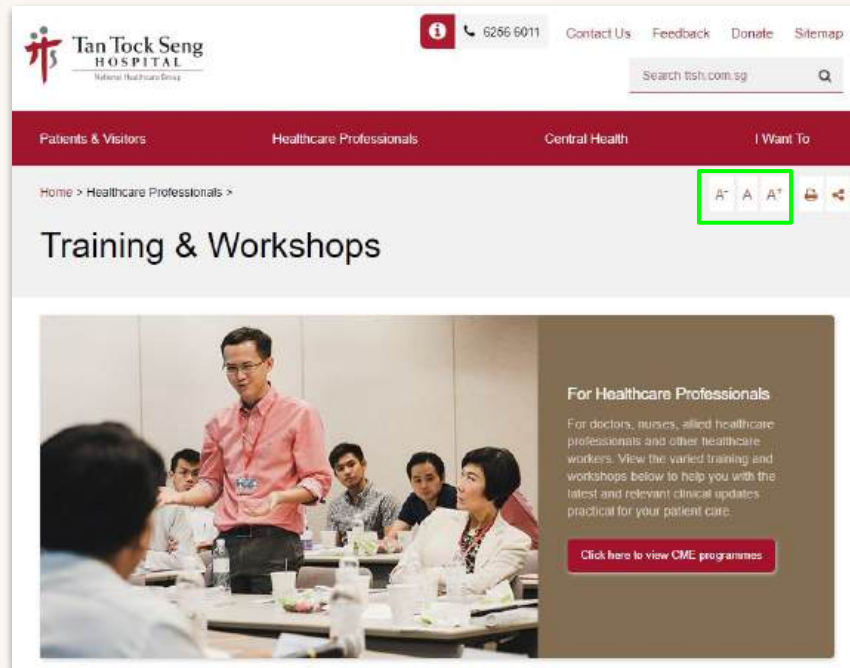 Tan Tock Seng
HOSPITAL
National Healthcare Group
6256 6011
Contact Us
Feedback
Donate
Sitemap
Search ttsh.com.sg
Patients & Visitors
Healthcare Professionals
Central Health
I Want To
Home > Healthcare Professionals >
A- A A+
Training & Workshops
For Healthcare Professionals
For doctors, nurses, allied healthcare
professionals and other healthcare
workers. View the varied training and
workshops below to help you with the
latest and relevant clinical updates
practical for your patient care.
Click here to view CME programmes